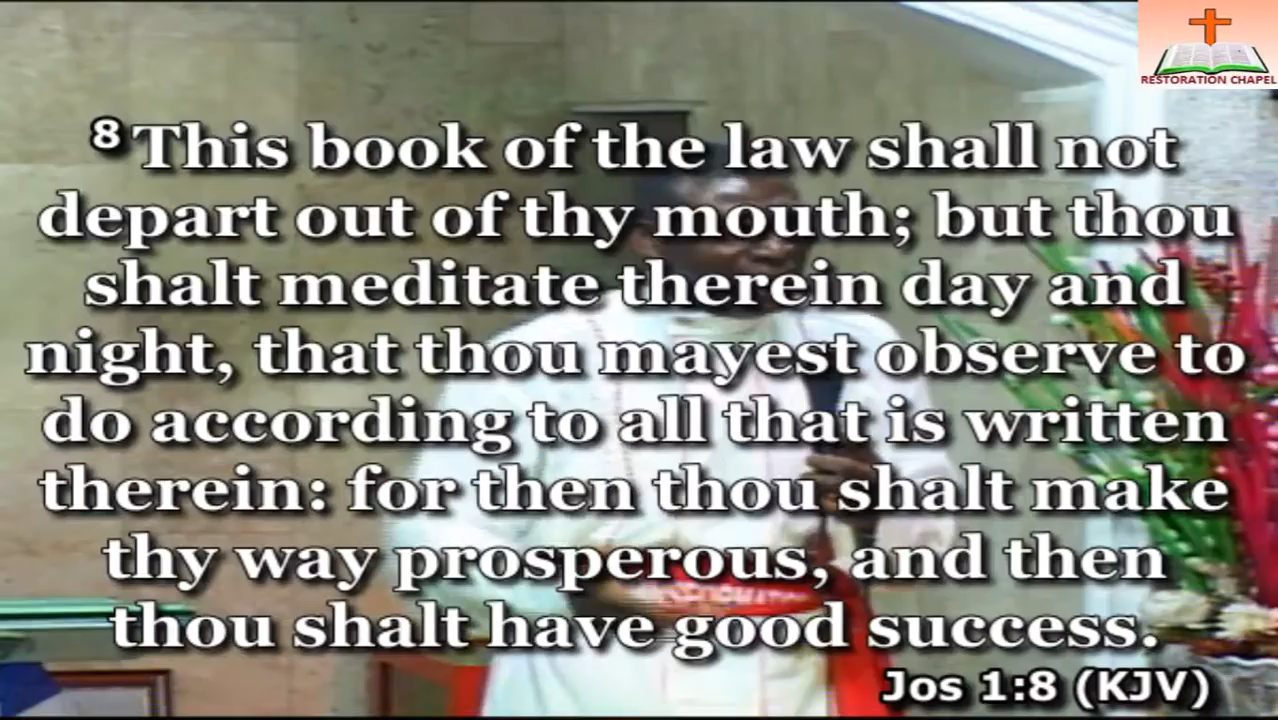 RESTORATION CHAPEL
8 This book of the law shall not
depart out of thy mouth; but thou
shalt meditate therein day and
night, that thou mayest observe to
do according to all that is written
therein: for then thou shalt make
thy way prosperous, and then
thou shalt have good success.
Jos 1:8 (KJV)